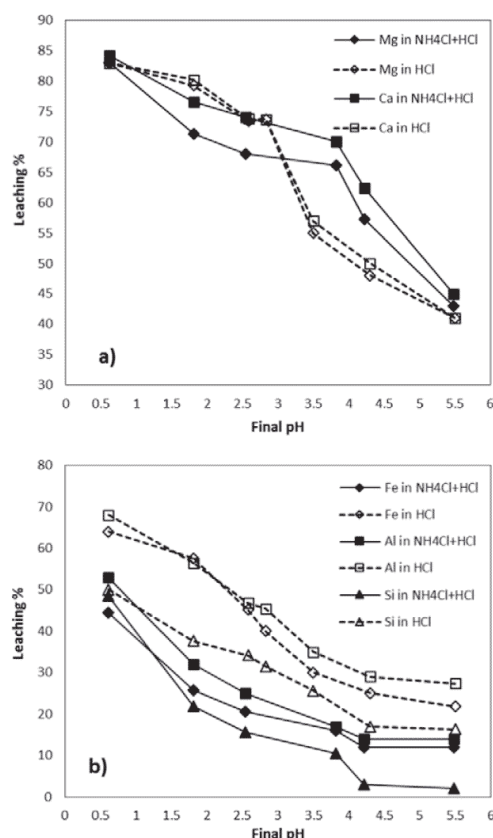 90
85
80
75
70
65
60
55
50
45
40
35
30
Leaching %
Mg in NH4Cl+HCl
Mg in HCl
Ca in NH4Cl+HCl
Ca in HCl
a)
0 0.5 1 1.5 2 2.5 3 3.5 4 4.5 5 5.5 6
Final pH
80
70
60
50
40
30
20
10
0
Leaching %
Fe in NH4Cl+HCl
Fe in HCl
Al in NH4Cl+HCl
Al in HCl
Si in NH4Cl+HCl
Si in HCl
b)
0 0.5 1 1.5 2 2.5 3 3.5 4 4.5 5 5.5 6
Final pH